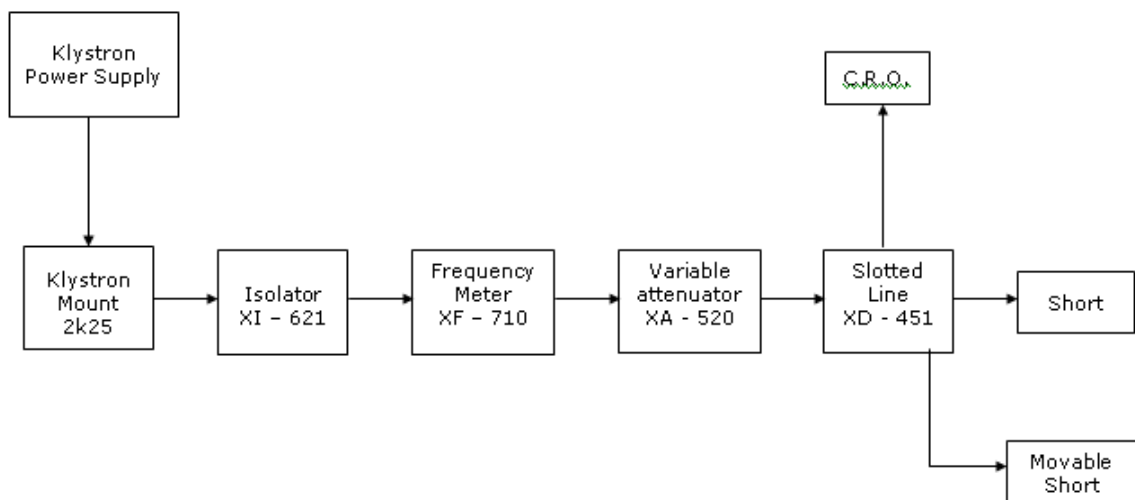 Klystron
Power Supply
C.R.O.
Klystron
Mount
2k25
Isolator
XI – 621
Frequency
Meter
XF – 710
Variable
attenuator
XA - 520
Slotted
Line
XD - 451
Short
Movable
Short